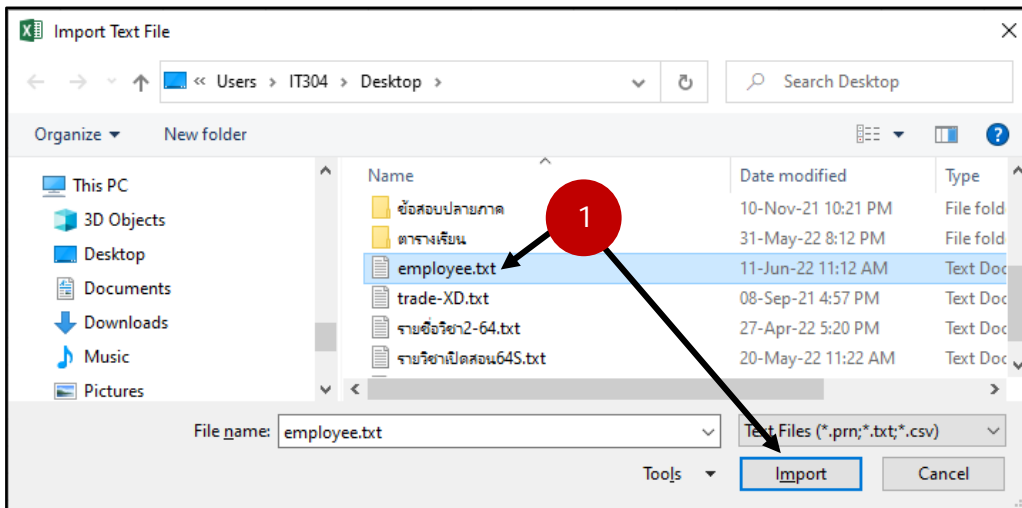 Import Text File
« Users > IT304 > Desktop >
Search Desktop
Organize
New folder
?
This PC
3D Objects
Desktop
Documents
Downloads
Music
Pictures
Name Date modified Type
ข้อสอบปลายภาค 10-Nov-21 10:21 PM File fold
ตารางเรียน 31-May-22 8:12 PM File fold
employee.txt 11-Jun-22 11:12 AM Text Doc
trade-XD.txt 08-Sep-21 4:57 PM Text Doc
รายชื่อวิชา2-64.txt 27-Apr-22 5:20 PM Text Doc
รายวิชาเปิดสอน64S.txt 20-May-22 11:22 AM Text Doc
1
File name: employee.txt
Text Files (*.prn;*.txt;*.csv)
Tools Import Cancel